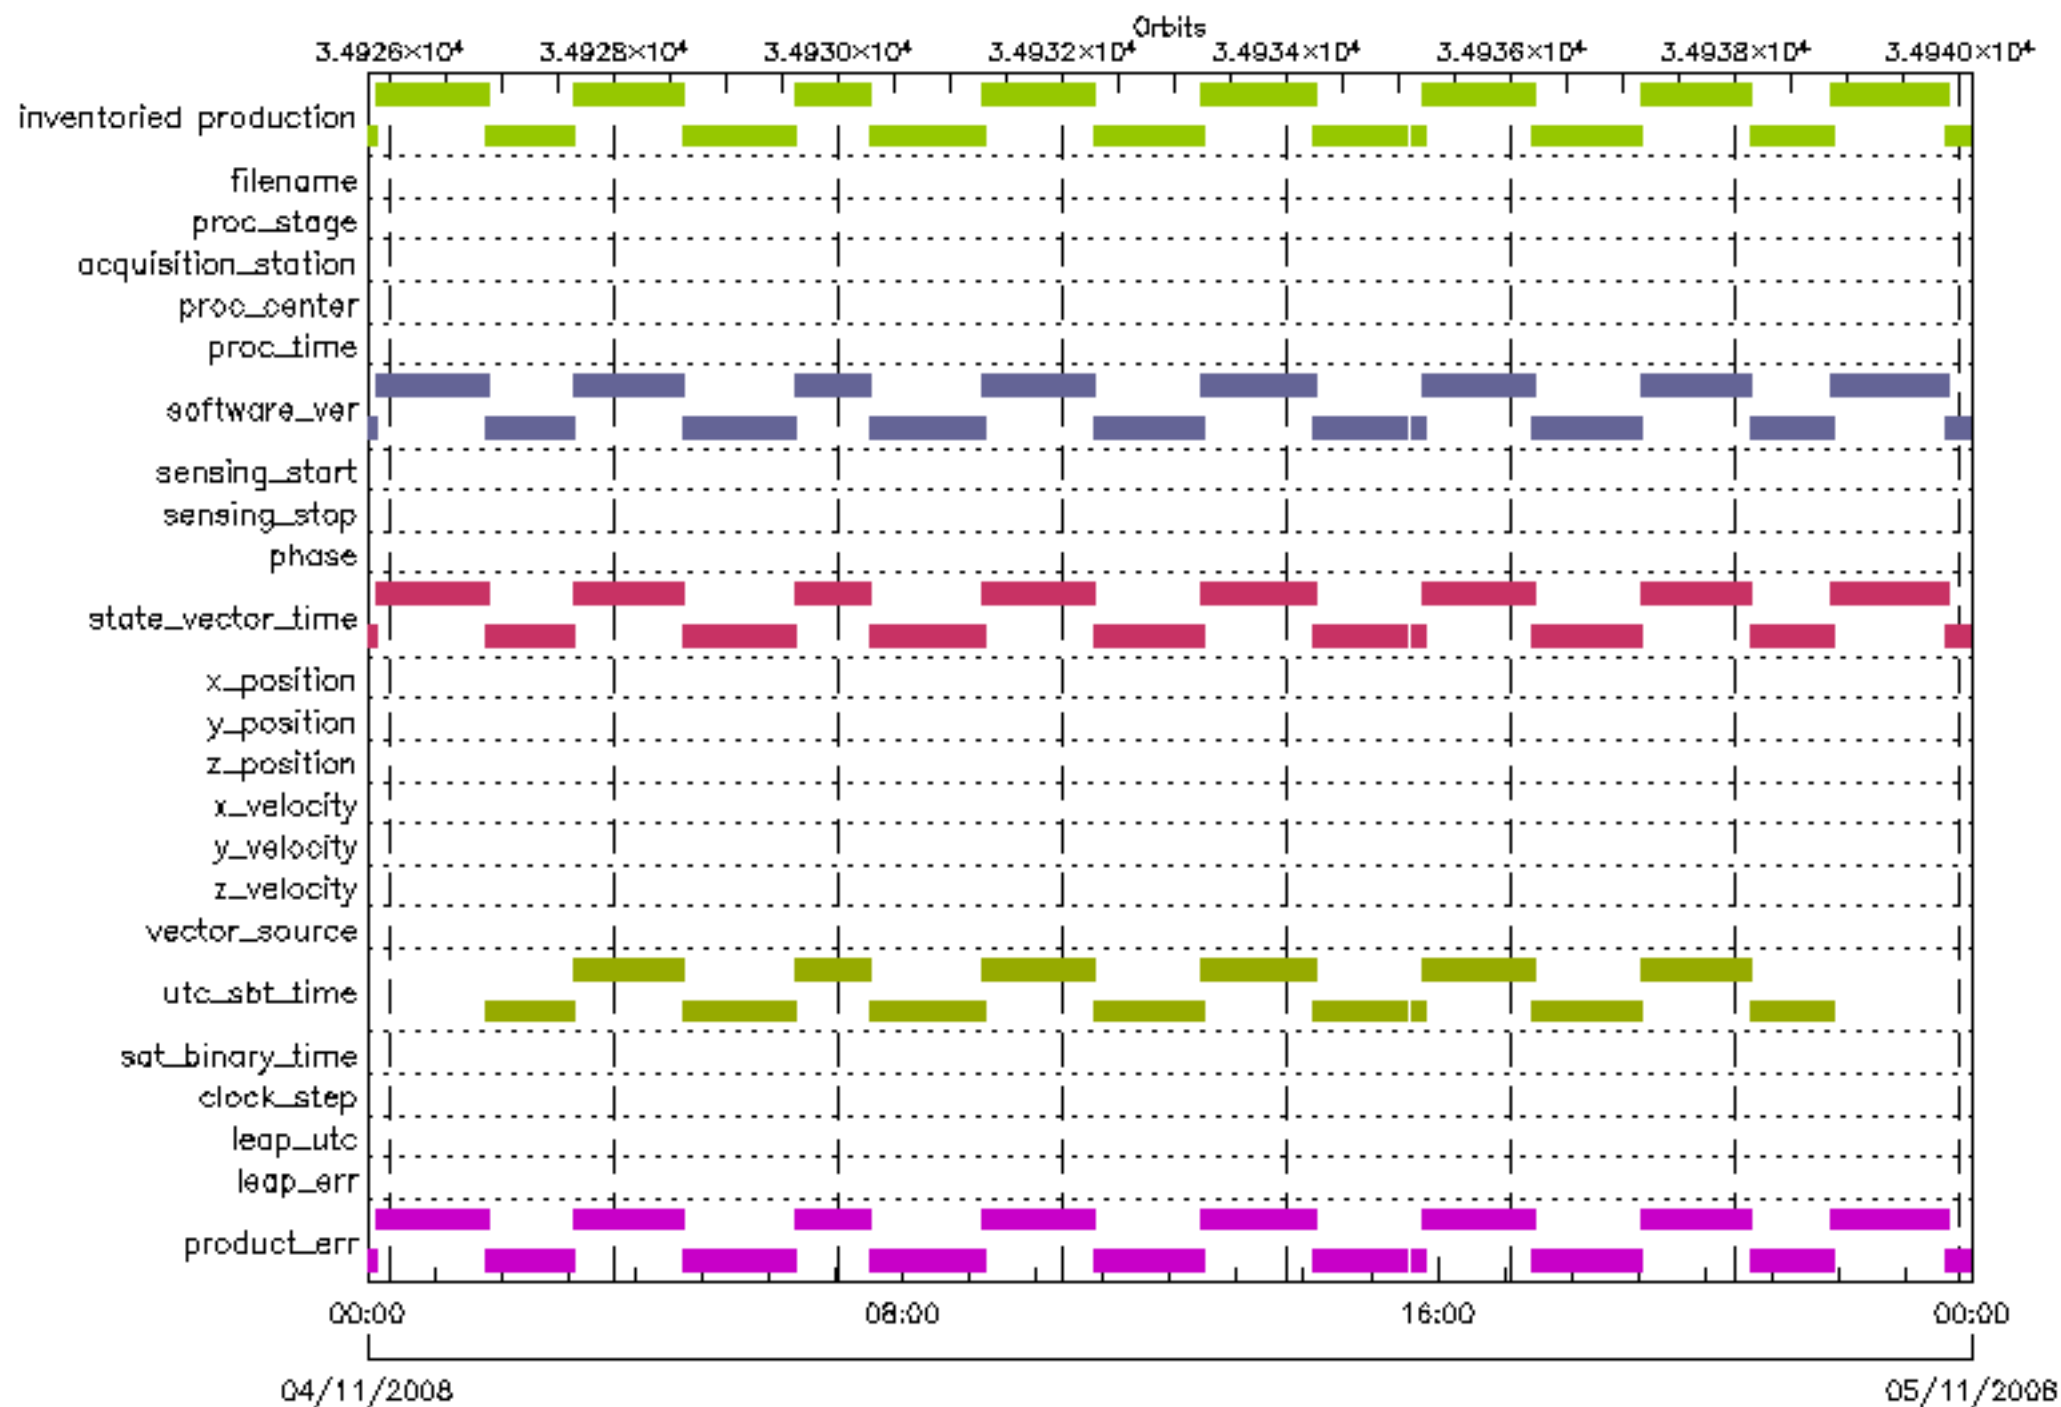 Orbits
3.4926×10⁴ 3.4928×10⁴ 3.4930×10⁴ 3.4932×10⁴ 3.4934×10⁴ 3.4936×10⁴ 3.4938×10⁴ 3.4940×10⁴
inventoried production
filename
proc_stage
acquisition_station
proc_center
proc_time
software_ver
sensing_start
sensing_stop
phase
state_vector_time
x_position
y_position
z_position
x_velocity
y_velocity
z_velocity
vector_source
utc_sbt_time
sat_binary_time
clock_step
leap_utc
leap_err
product_err
00:00 08:00 16:00 00:00
04/11/2008 05/11/2008